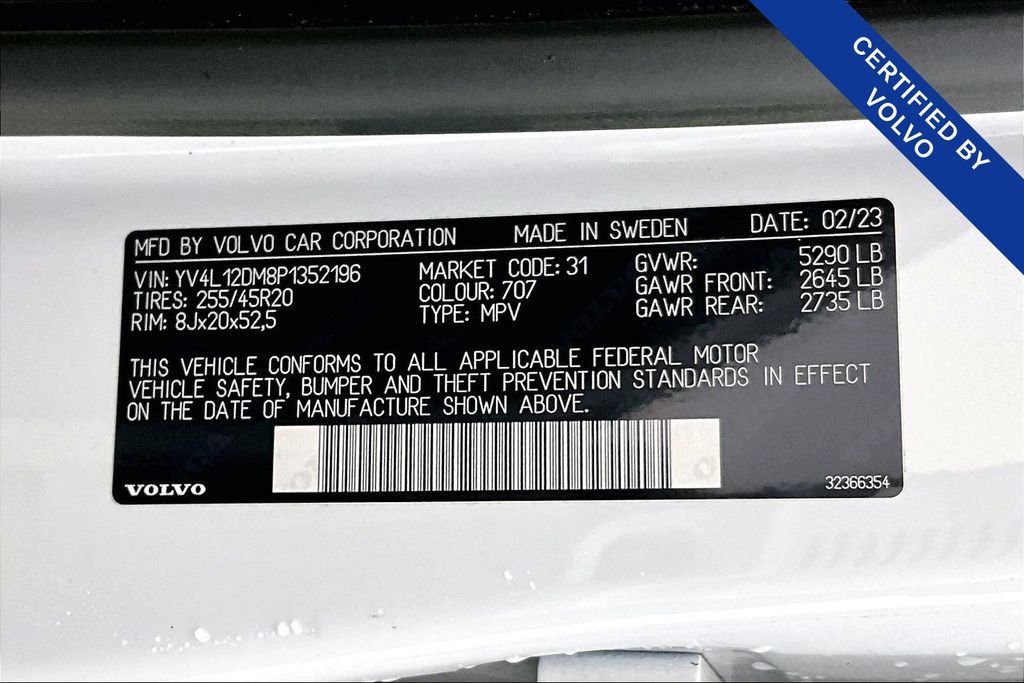 CERTIFIED BY
VOLVO
MFD BY VOLVO CAR CORPORATION MADE IN SWEDEN DATE: 02/23
VIN: YV4L12DM8P1352196 MARKET CODE: 31 GVWR: 5290 LB
TIRES: 255/45R20 COLOUR: 707 GAWR FRONT: 2645 LB
RIM: 8Jx20x52,5 TYPE: MPV GAWR REAR: 2735 LB
THIS VEHICLE CONFORMS TO ALL APPLICABLE FEDERAL MOTOR
VEHICLE SAFETY, BUMPER AND THEFT PREVENTION STANDARDS IN EFFECT
ON THE DATE OF MANUFACTURE SHOWN ABOVE.
VOLVO 32366354